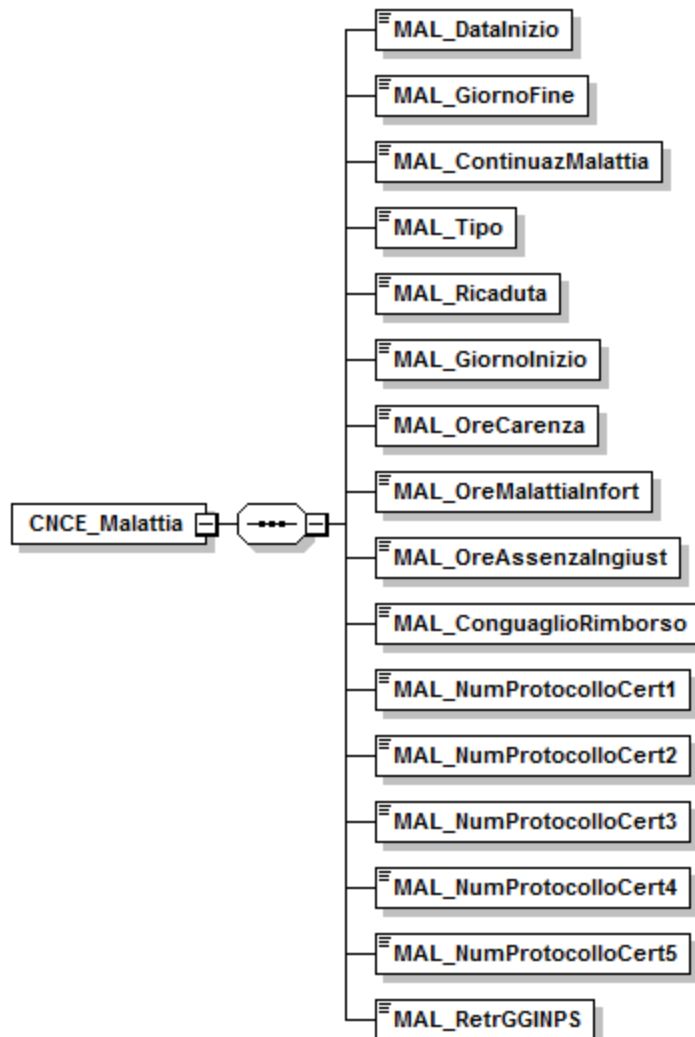 MAL_DataInizio
MAL_GiornoFine
MAL_ContinuazMalattia
MAL_Tipo
MAL_Ricaduta
MAL_GiornoInizio
MAL_OreCarenza
MAL_OreMalattiaInfort
CNCE_Malattia
MAL_OreAssenzaIngiust
MAL_ConguaglioRimborso
MAL_NumProtocolloCert1
MAL_NumProtocolloCert2
MAL_NumProtocolloCert3
MAL_NumProtocolloCert4
MAL_NumProtocolloCert5
MAL_RetrGGINPS